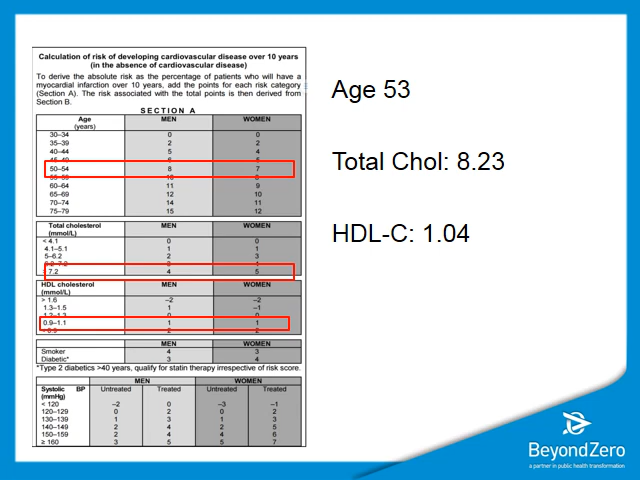 Calculation of risk of developing cardiovascular disease over 10 years
(in the absence of cardiovascular disease)
To derive the absolute risk as the percentage of patients who will have a
myocardial infarction over 10 years, add the points for each risk category
(Section A). The risk associated with the total points is then derived from
Section B.
SECTION A
Age (years) MEN WOMEN
30–34 0 0
35–39 2 2
40–44 5 4
50–54 8 7
60–64 11 9
65–69 12 10
70–74 14 11
75–79 15 12
Total cholesterol (mmol/L) MEN WOMEN
< 4.1 0 0
4.1–5.1 1 1
5–6.2 2 3
7.2 4 5
HDL cholesterol (mmol/L) MEN WOMEN
> 1.6 –2 –2
1.3–1.5 1 –1
0.9–1.1 1 1
MEN WOMEN
Smoker 4 3
Diabetic* 3 4
*Type 2 diabetics >40 years, qualify for statin therapy irrespective of risk score.
MEN WOMEN
Systolic BP (mmHg) Untreated Treated Untreated Treated
< 120 –2 0 –3 –1
120–129 0 2 0 2
130–139 1 3 1 3
140–149 2 4 2 5
150–159 2 4 4 6
≥ 160 3 5 5 7
Age 53
Total Chol: 8.23
HDL-C: 1.04
BeyondZero
a partner in public health transformation